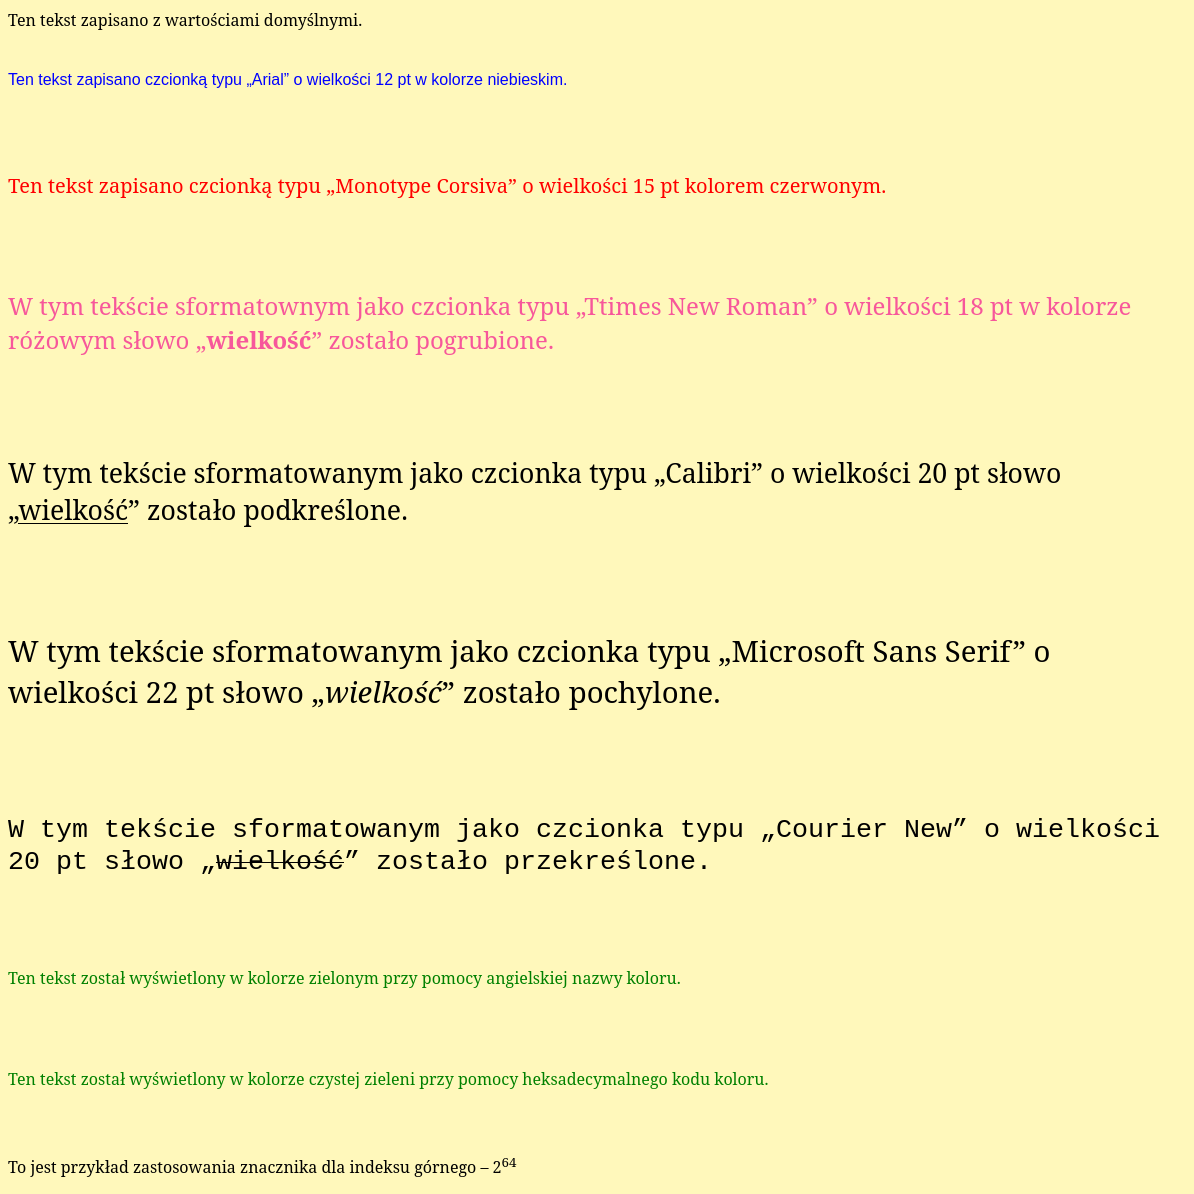 Ten tekst zapisano z wartościami domyślnymi.
Ten tekst zapisano czcionką typu „Arial” o wielkości 12 pt w kolorze niebieskim.
Ten tekst zapisano czcionką typu „Monotype Corsiva” o wielkości 15 pt kolorem czerwonym.
W tym tekście sformatownym jako czcionka typu „Ttimes New Roman” o wielkości 18 pt w kolorze
różowym słowo „wielkość” zostało pogrubione.
W tym tekście sformatowanym jako czcionka typu „Calibri” o wielkości 20 pt słowo
„wielkość” zostało podkreślone.
W tym tekście sformatowanym jako czcionka typu „Microsoft Sans Serif” o
wielkości 22 pt słowo „wielkość” zostało pochylone.
W tym tekście sformatowanym jako czcionka typu „Courier New” o wielkości
20 pt słowo „wielkość” zostało przekreślone.
Ten tekst został wyświetlony w kolorze zielonym przy pomocy angielskiej nazwy koloru.
Ten tekst został wyświetlony w kolorze czystej zieleni przy pomocy heksadecymalnego kodu koloru.
To jest przykład zastosowania znacznika dla indeksu górnego – 2⁶⁴